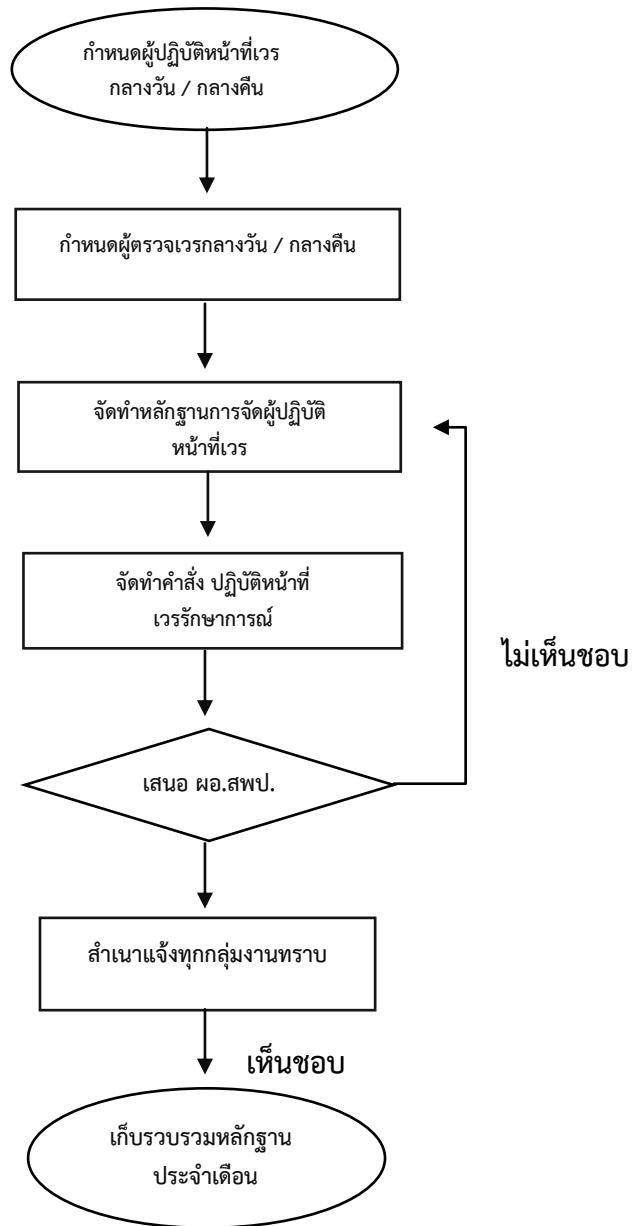 กำหนดผู้ปฏิบัติหน้าที่เวร
กลางวัน / กลางคืน
กำหนดผู้ตรวจเวรกลางวัน / กลางคืน
จัดทำหลักฐานการจัดผู้ปฏิบัติ
หน้าที่เวร
จัดทำคำสั่ง ปฏิบัติหน้าที่
เวรรักษาการณ์
ไม่เห็นชอบ
เสนอ ผอ.สพป.
สำเนาแจ้งทุกกลุ่มงานทราบ
เห็นชอบ
เก็บรวบรวมหลักฐาน
ประจำเดือน